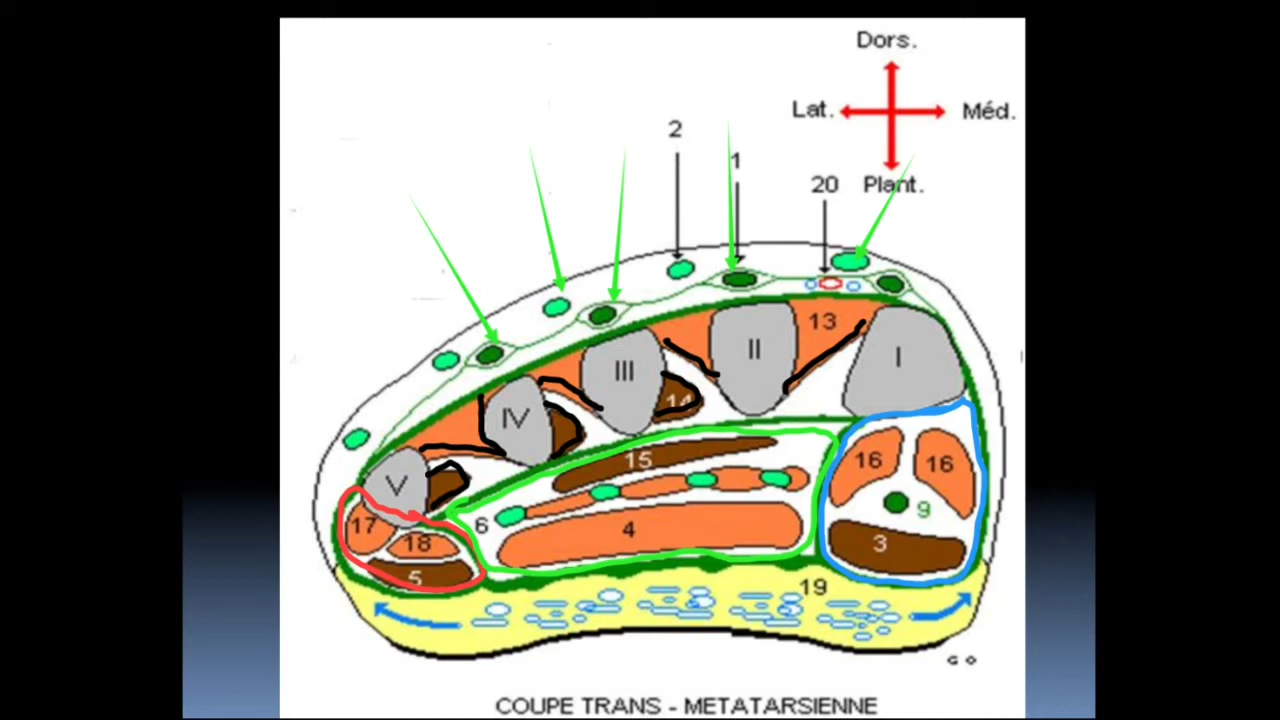 Dors.
Lat.
Méd.
2
1
20
Plant.
13
II
I
III
14
IV
15
16
16
V
9
6
17
4
18
3
5
19
G O
COUPE TRANS - METATARSIENNE